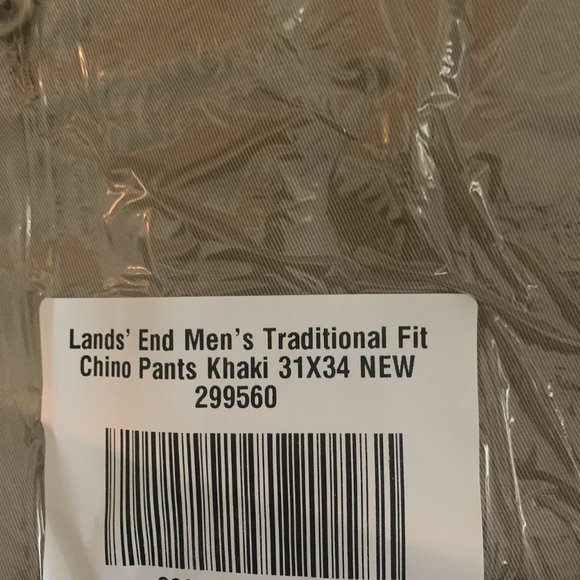 Lands' End Men's Traditional Fit
Chino Pants Khaki 31X34 NEW
299560